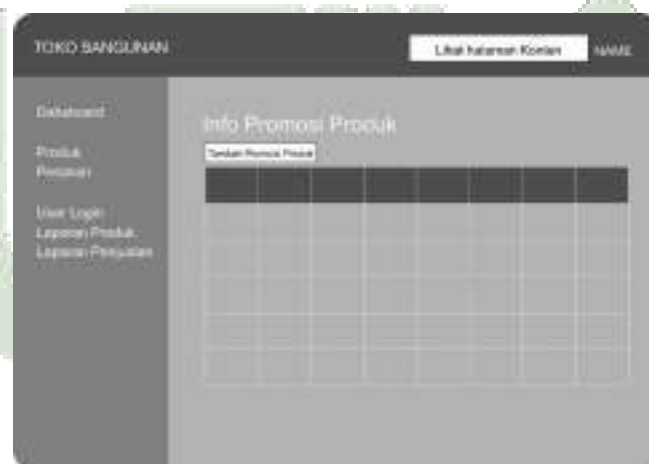 TOKO BANGUNAN
Lihat halaman Konten
NAME
Dahsboard
Produk
Pesanan
User Login
Laporan Produk
Laporan Penjualan
Info Promosi Produk
Tambah Promosi Produk